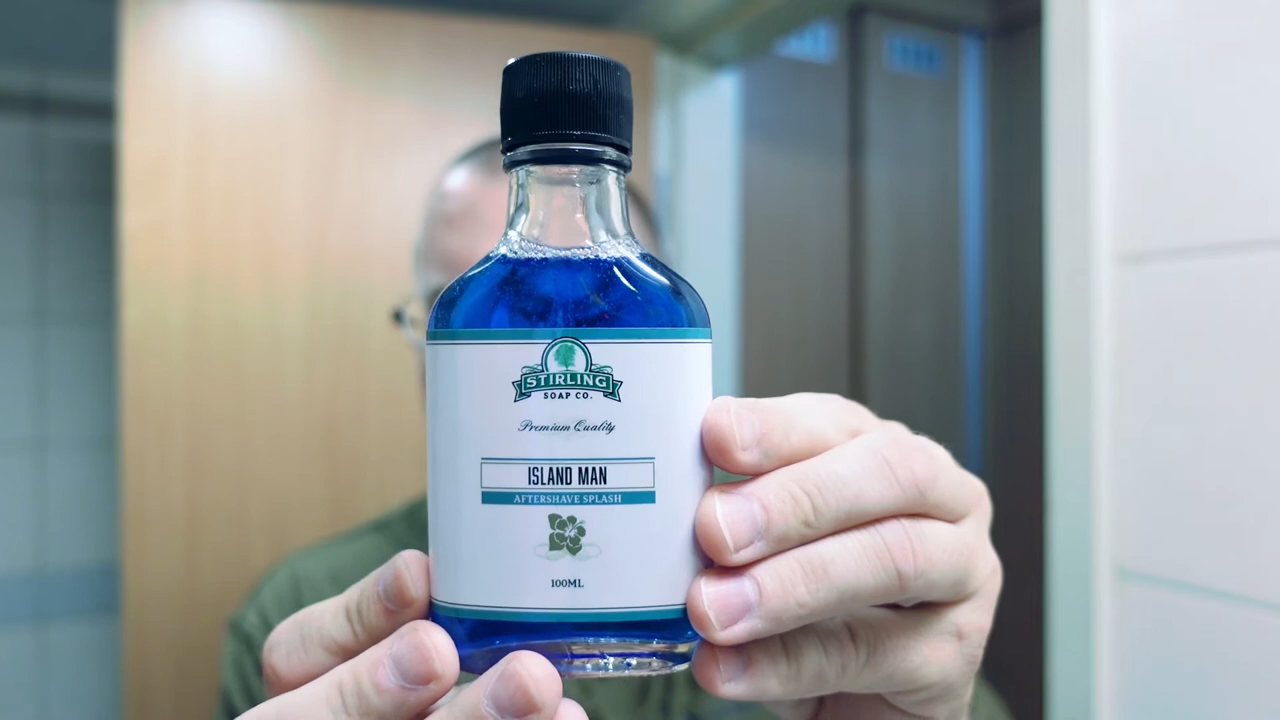 STIRLING
SOAP CO.
Premium Quality
ISLAND MAN
AFTERSHAVE SPLASH
100ML